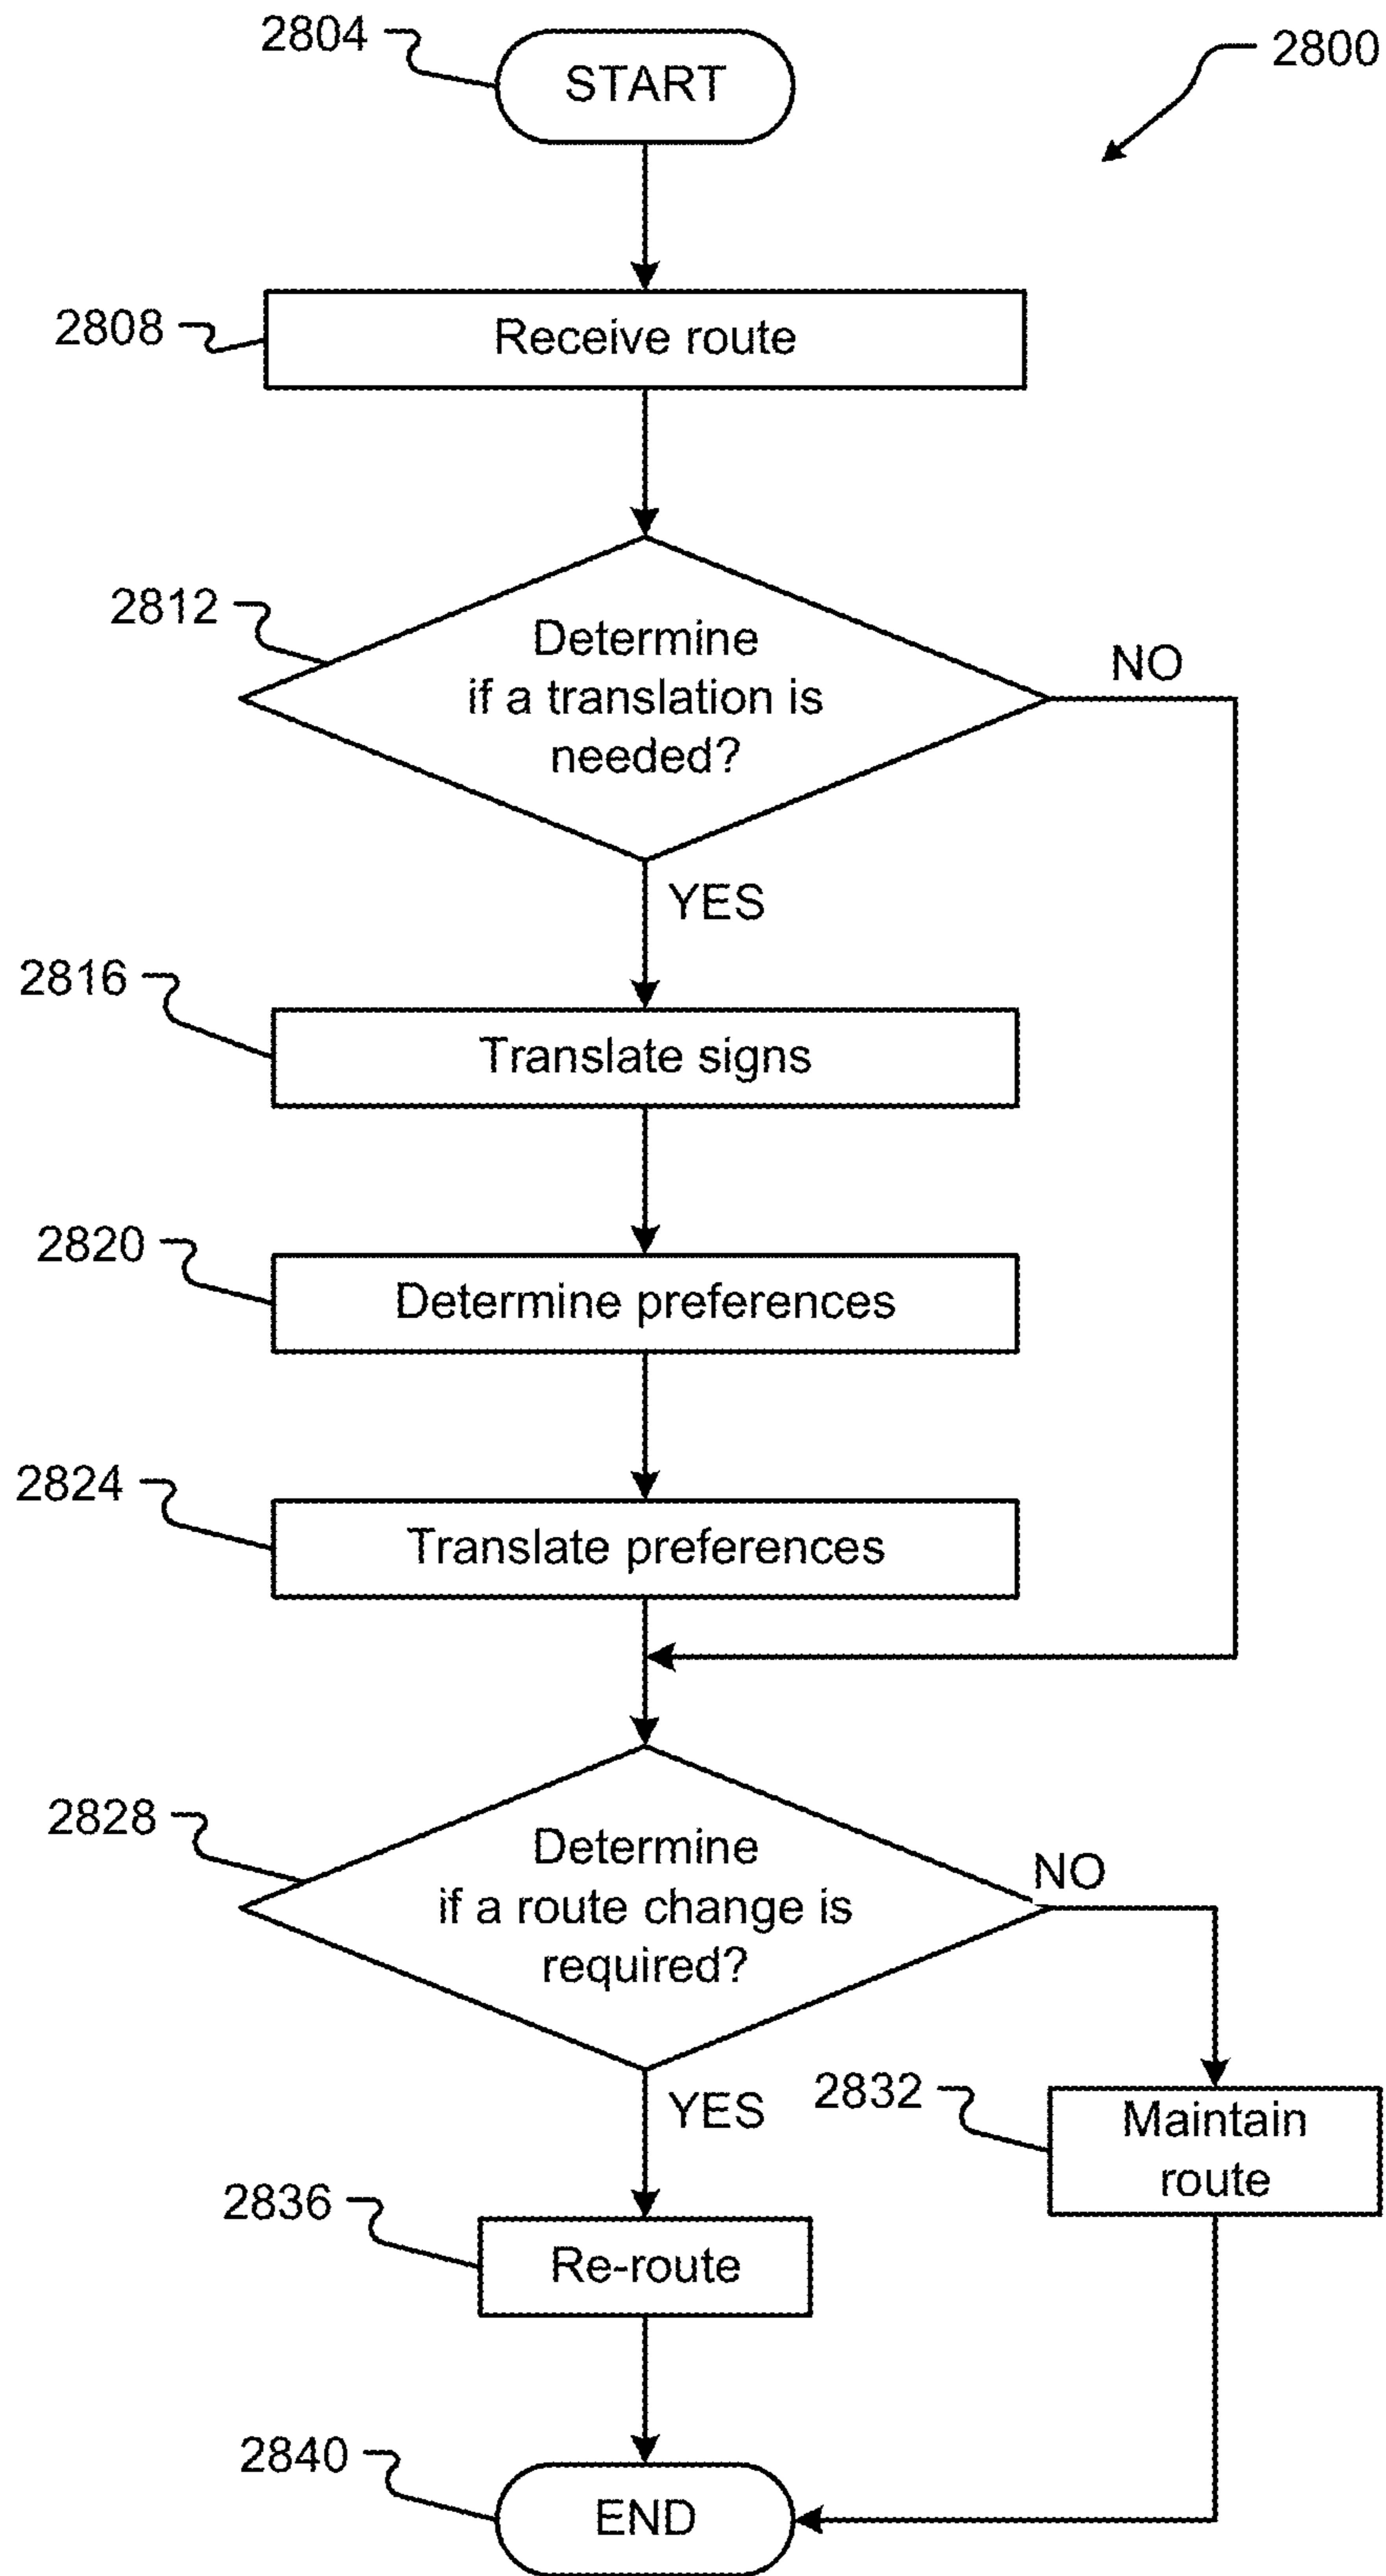 2804
START
2800
2808
Receive route
2812
Determine
if a translation is
needed?
NO
YES
2816
Translate signs
2820
Determine preferences
2824
Translate preferences
2828
Determine
if a route change is
required?
NO
YES
2832
Maintain
route
2836
Re-route
2840
END